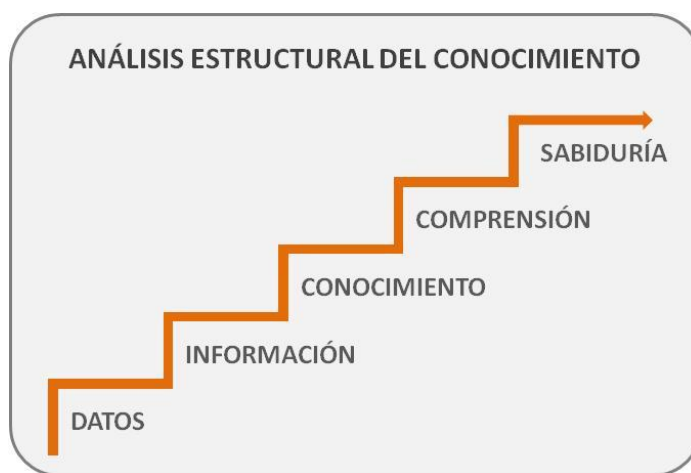 ANÁLISIS ESTRUCTURAL DEL CONOCIMIENTO
SABIDURÍA
COMPRENSIÓN
CONOCIMIENTO
INFORMACIÓN
DATOS